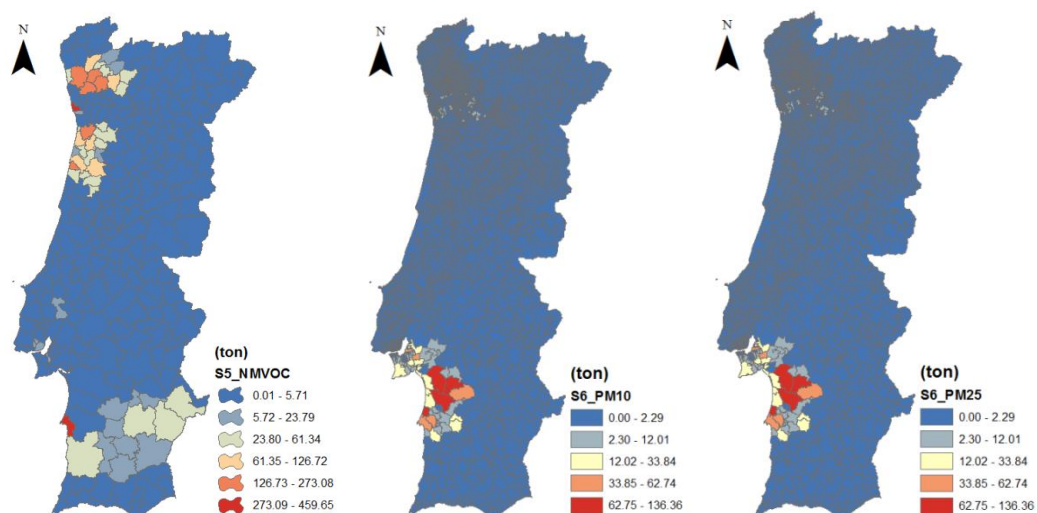 N
(ton)
S5_NMVOC
0.01 - 5.71
5.72 - 23.79
23.80 - 61.34
61.35 - 126.72
126.73 - 273.08
273.09 - 459.65
N
(ton)
S6_PM10
0.00 - 2.29
2.30 - 12.01
12.02 - 33.84
33.85 - 62.74
62.75 - 136.36
N
(ton)
S6_PM25
0.00 - 2.29
2.30 - 12.01
12.02 - 33.84
33.85 - 62.74
62.75 - 136.36